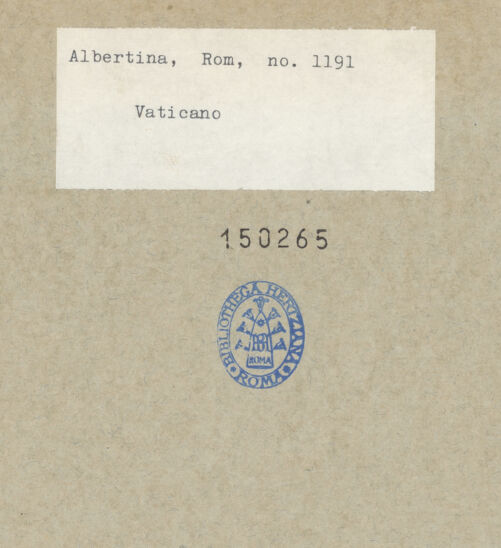 Albertina, Rom, no. 1191
Vaticano
150265
BIBLIOTHECA HERTZIANA
ROMA
ROMA